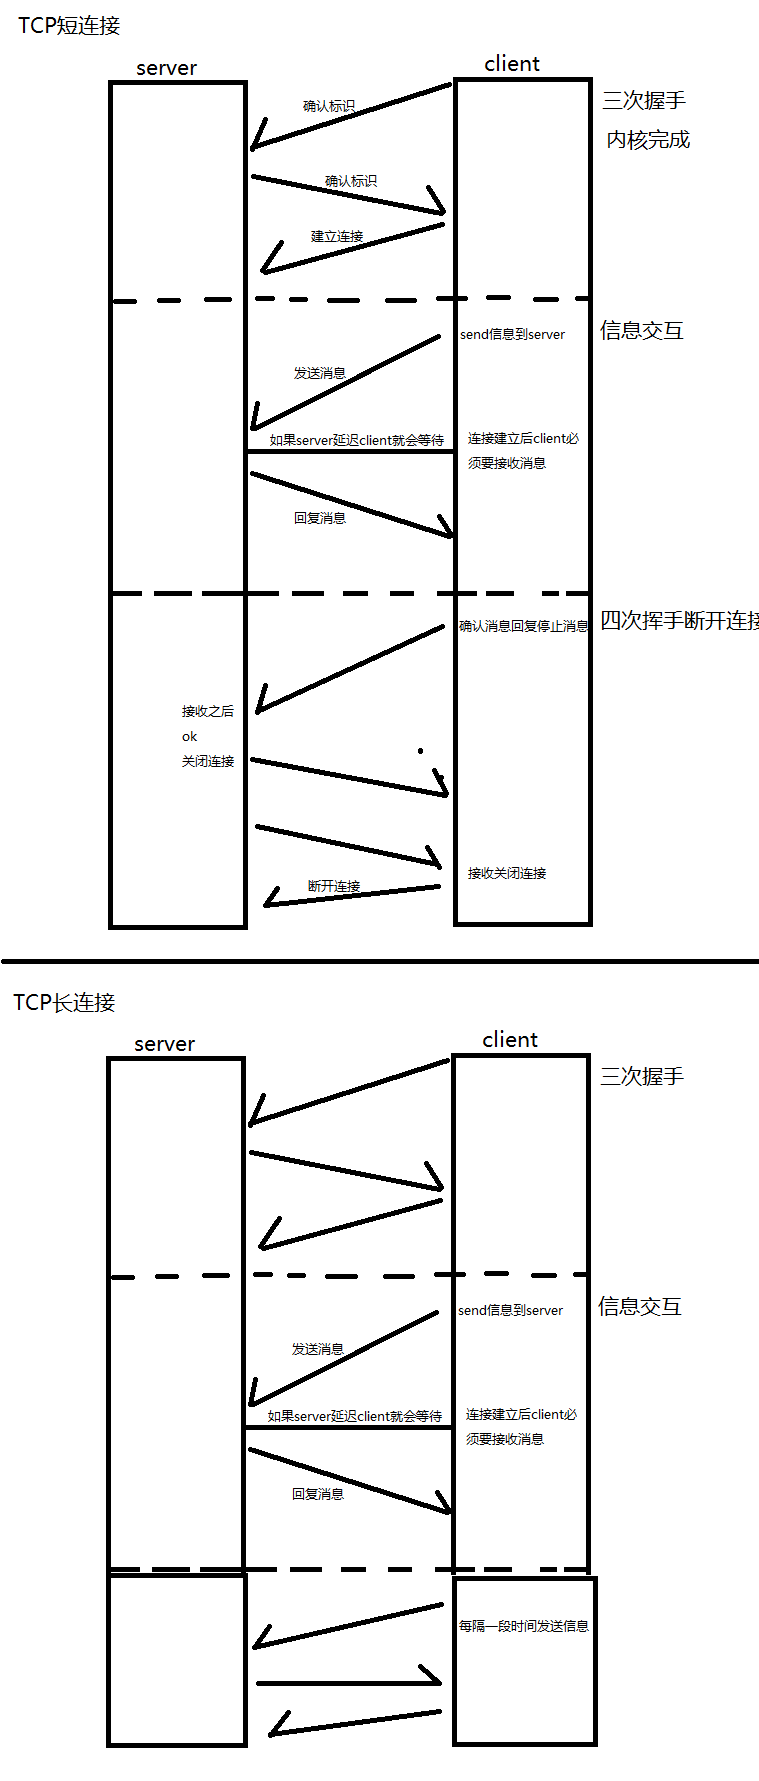 TCP短连接
server
client
三次握手
内核完成
确认标识
确认标识
建立连接
信息交互
send信息到server
发送消息
如果server延迟client就会等待
连接建立后client必
须要接收消息
回复消息
四次挥手断开连接
确认消息回复停止消息
接收之后
ok
关闭连接
接收关闭连接
断开连接
TCP长连接
server
client
三次握手
信息交互
send信息到server
发送消息
如果server延迟client就会等待
连接建立后client必
须要接收消息
回复消息
每隔一段时间发送信息